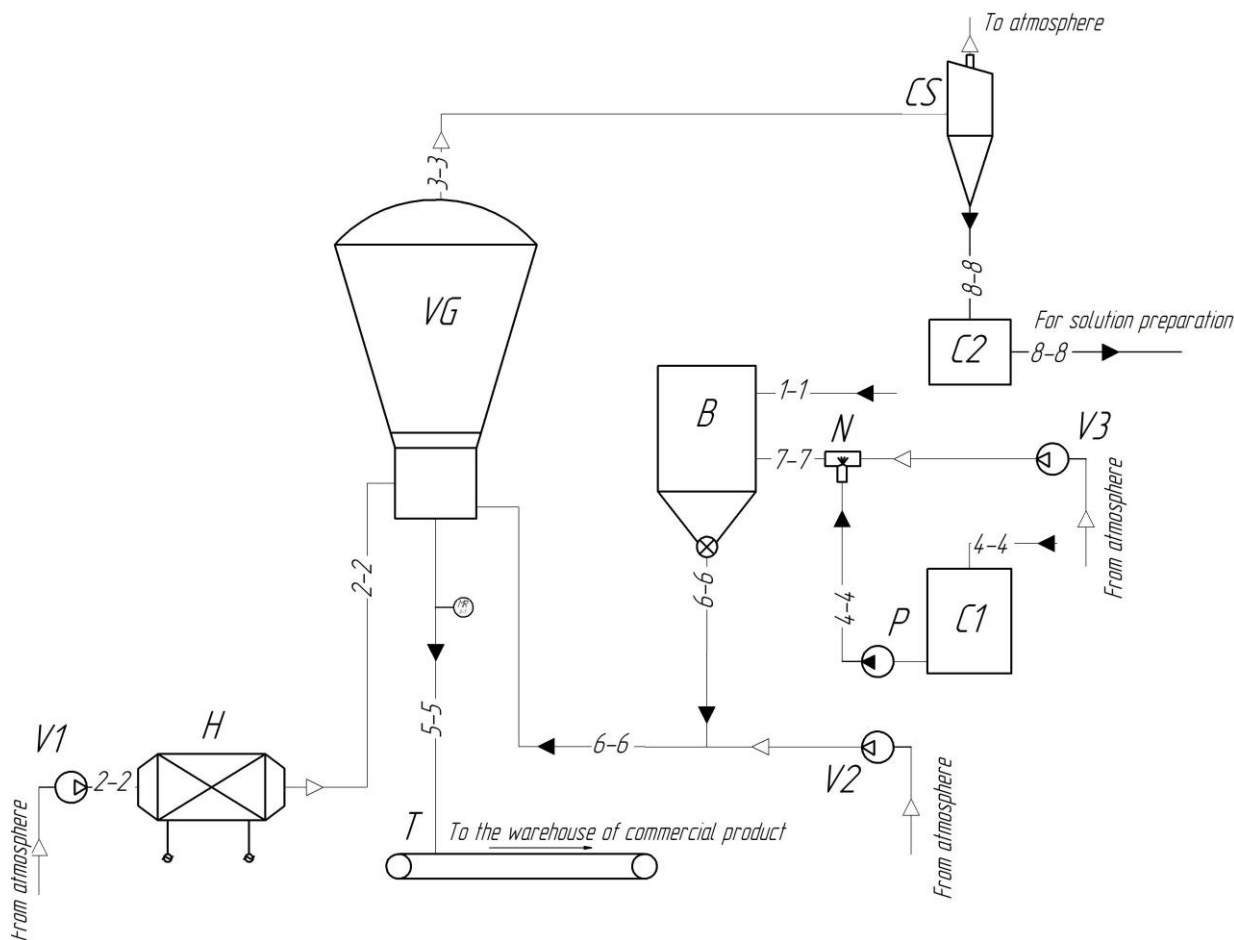 To atmosphere
CS
3-3
VG
8-8
For solution preparation
C2
8-8
1-1
B
N
V3
7-7
From atmosphere
4-4
2-2
6-6
4-4
P
C1
MR
5-5
V1
H
2-2
6-6
V2
From atmosphere
T
To the warehouse of commercial product
From atmosphere